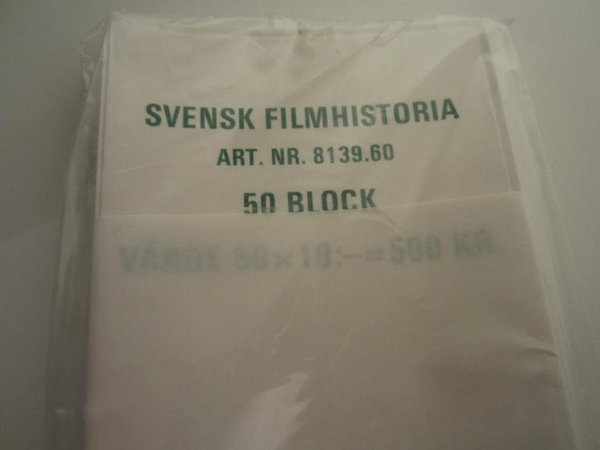 SVENSK FILMHISTORIA
ART. NR. 8139.60
50 BLOCK
VÄRDE 50×10:-=500 KR.